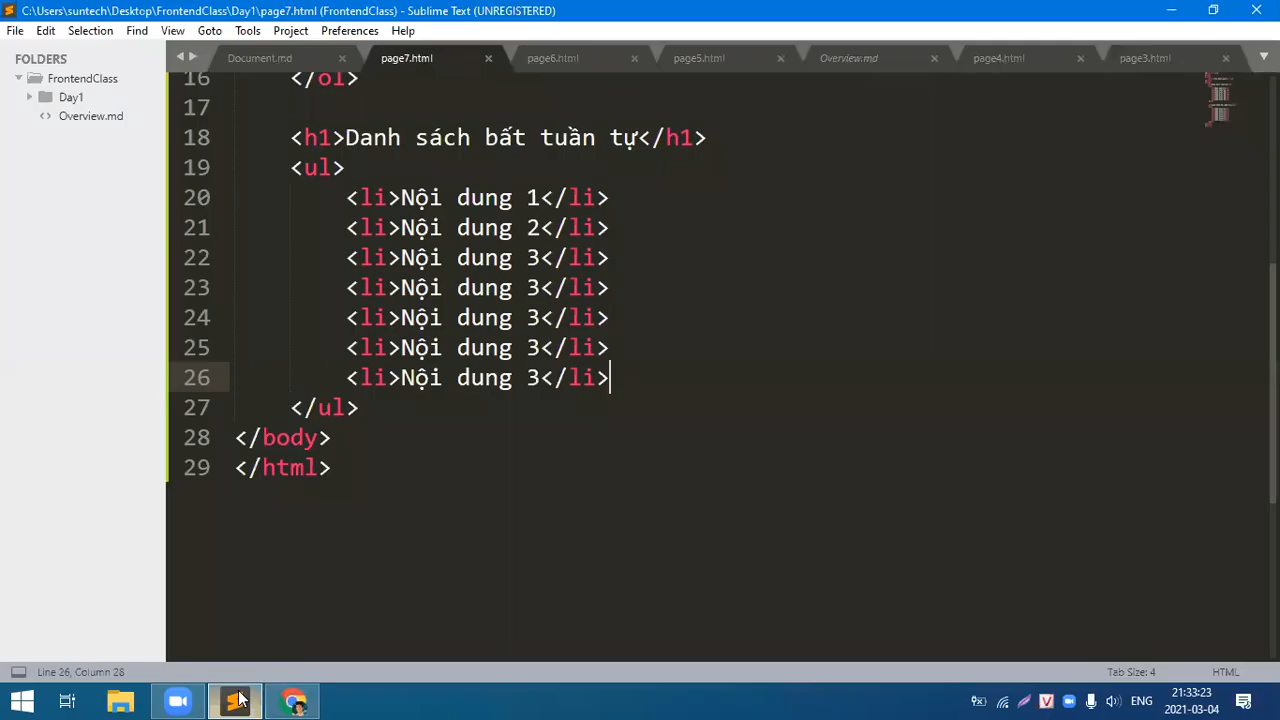 C:\Users\suntech\Desktop\FrontendClass\Day1\page7.html (FrontendClass) - Sublime Text (UNREGISTERED)
File Edit Selection Find View Goto Tools Project Preferences Help
FOLDERS
FrontendClass
Day1
Overview.md
Document.md page7.html page6.html page5.html Overview.md page4.html page3.html
16 </ol>
17
18 <h1>Danh sách bất tuần tự</h1>
19 <ul>
20 <li>Nội dung 1</li>
21 <li>Nội dung 2</li>
22 <li>Nội dung 3</li>
23 <li>Nội dung 3</li>
24 <li>Nội dung 3</li>
25 <li>Nội dung 3</li>
26 <li>Nội dung 3</li>
27 </ul>
28 </body>
29 </html>
Line 26, Column 28 Tab Size: 4 HTML
ENG 21:33:23
2021-03-04